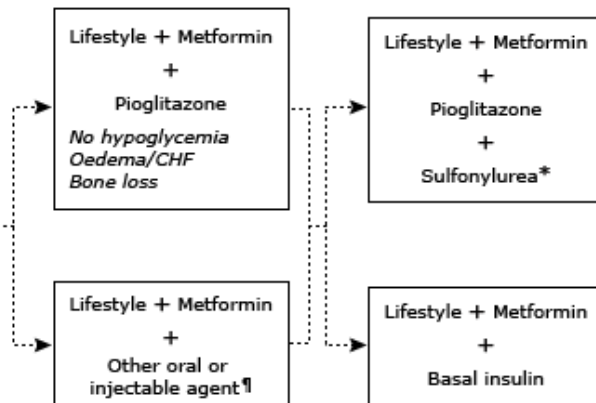 Lifestyle + Metformin
+
Pioglitazone
No hypoglycemia
Oedema/CHF
Bone loss
Lifestyle + Metformin
+
Other oral or
injectable agent¶
Lifestyle + Metformin
+
Pioglitazone
+
Sulfonylurea*
Lifestyle + Metformin
+
Basal insulin